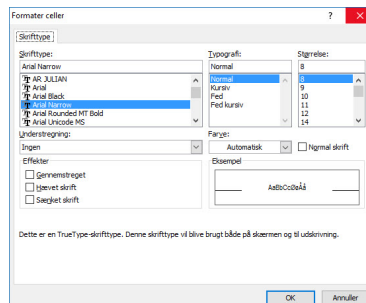 Formater celler
Skrifttype
Skrifttype: Typografi: Størrelse:
Arial Narrow Normal 8
AR JULIAN Normal 8
Arial Kursiv 9
Arial Black Fed 10
Arial Narrow Fed kursiv 11
Arial Rounded MT Bold 12
Arial Unicode MS 14
Understregning: Farve:
Ingen Automatisk Normal skrift
Effekter Eksempel
Gennemstreget
Hævet skrift AaBbCcØøÅå
Sænket skrift
Dette er en TrueType-skrifttype. Denne skrifttype vil blive brugt både på skærmen og til udskrivning.
OK Annuller